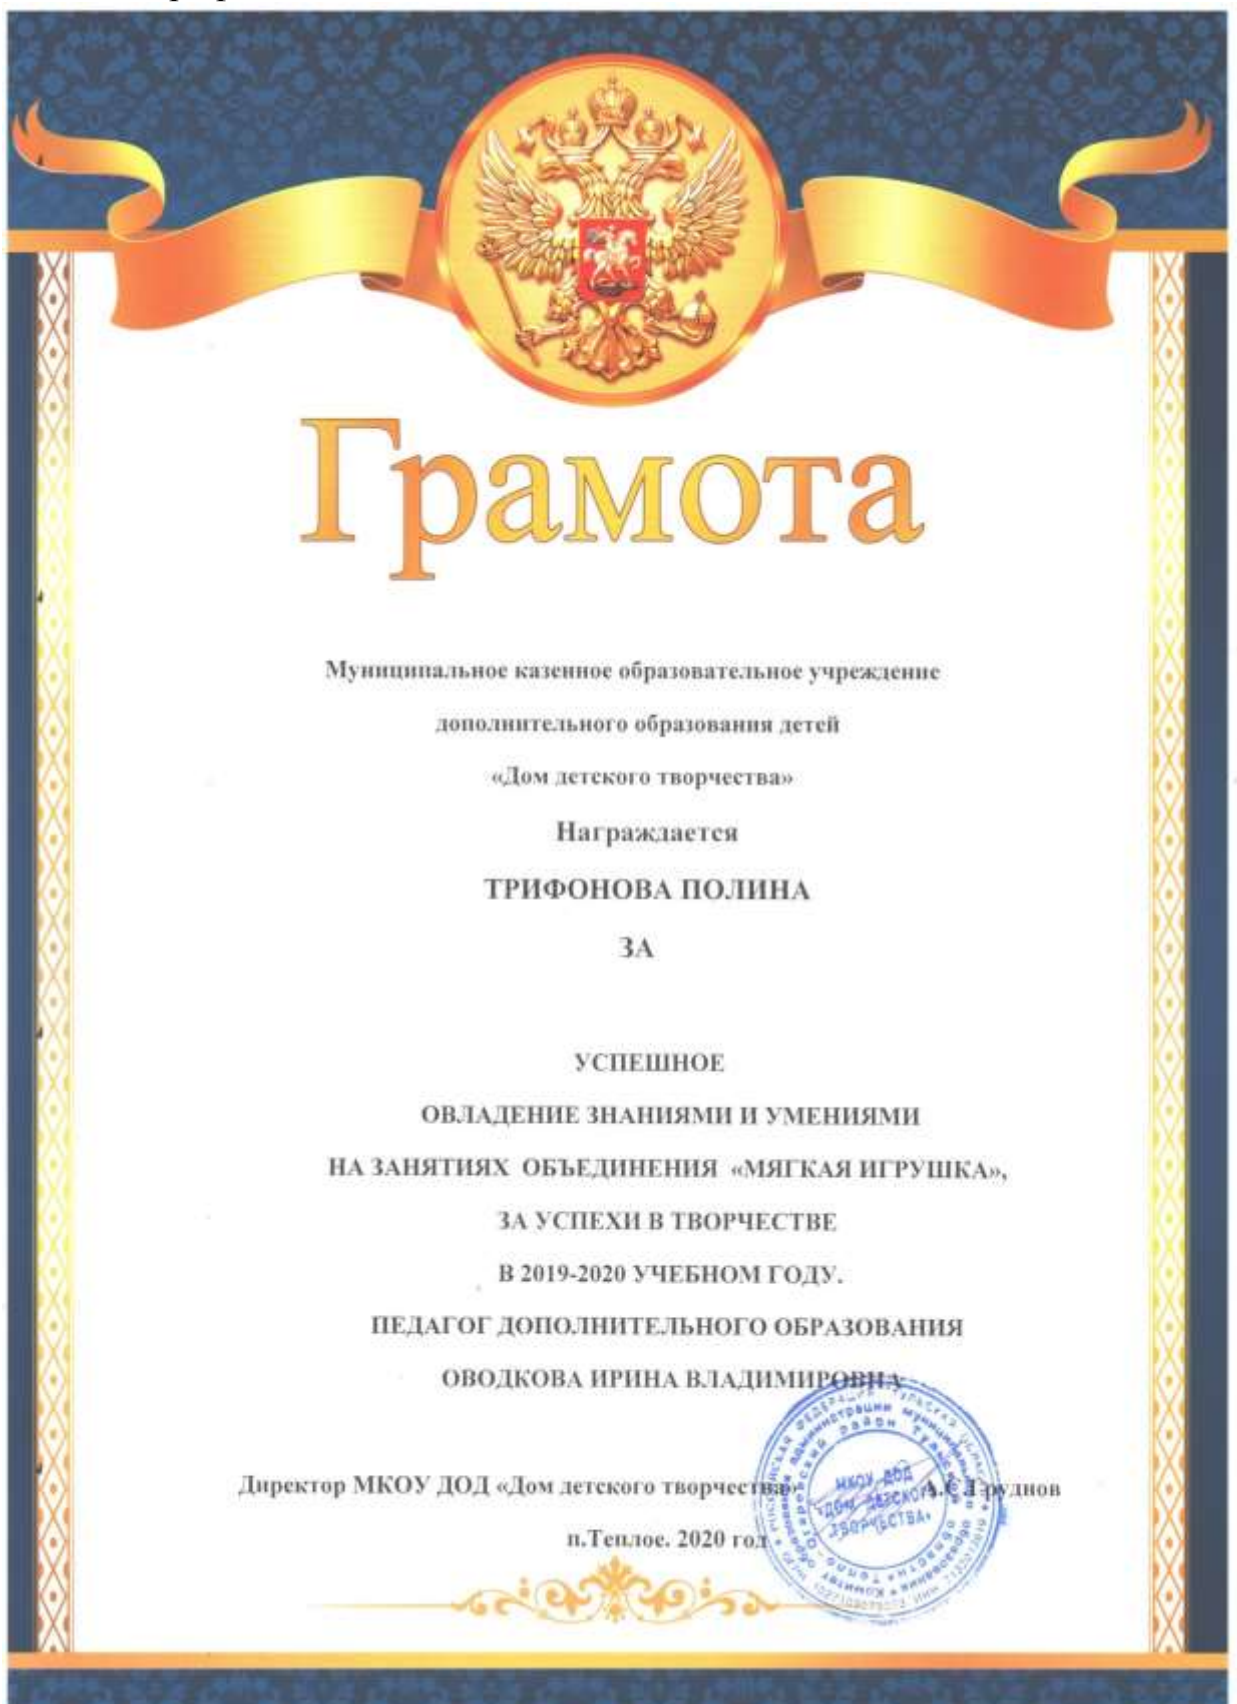 Грамота
Муниципальное казенное образовательное учреждение
дополнительного образования детей
«Дом детского творчества»
Награждается
ТРИФОНОВА ПОЛИНА
ЗА
УСПЕШНОЕ
ОВЛАДЕНИЕ ЗНАНИЯМИ И УМЕНИЯМИ
НА ЗАНЯТИЯХ ОБЪЕДИНЕНИЯ «МЯГКАЯ ИГРУШКА»,
ЗА УСПЕХИ В ТВОРЧЕСТВЕ
В 2019-2020 УЧЕБНОМ ГОДУ.
ПЕДАГОГ ДОПОЛНИТЕЛЬНОГО ОБРАЗОВАНИЯ
ОВОДКОВА ИРИНА ВЛАДИМИРОВНА
Директор МКОУ ДОД «Дом детского творчества»
п.Теплое. 2020 год
МКОУ ДОД
«ДОМ ДЕТСКОГО
ТВОРЧЕСТВА»